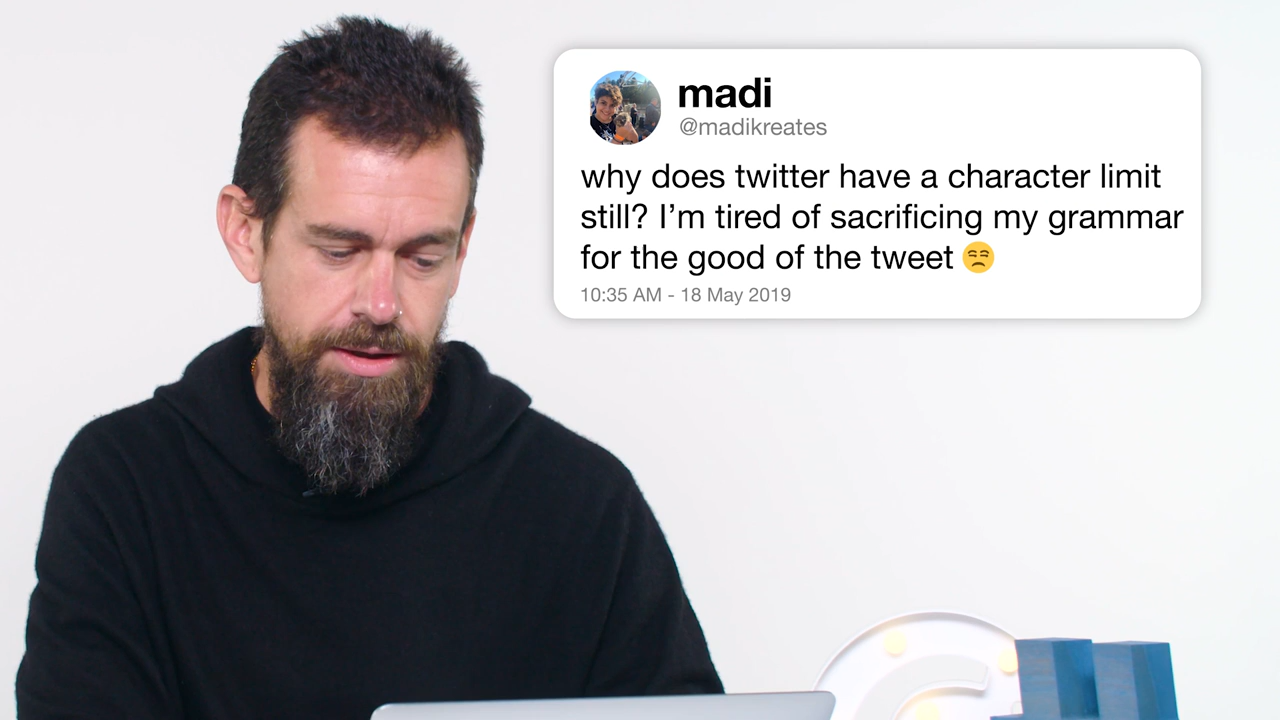 madi
@madikreates
why does twitter have a character limit
still? I’m tired of sacrificing my grammar
for the good of the tweet 😒
10:35 AM - 18 May 2019